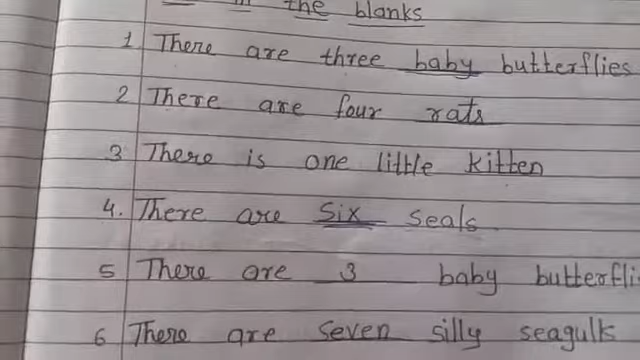 in the blanks
1 There are three baby butterflies
2 There are four rats
3 There is one little kitten
4. There are six seals
5 There are 3 baby butterfli
6 There are seven silly seagulls